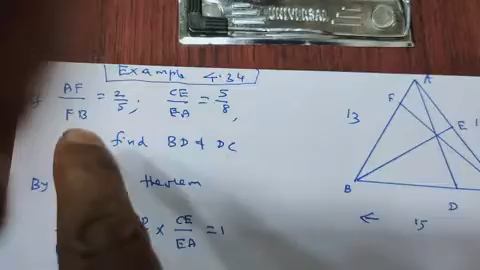 UNIVERSAL
Example 4.34
AF/FB = 2/5 ; CE/EA = 5/8 ,
find BD & DC
By theorem
× CE/EA = 1
A
F
E
13
B
D
← 15